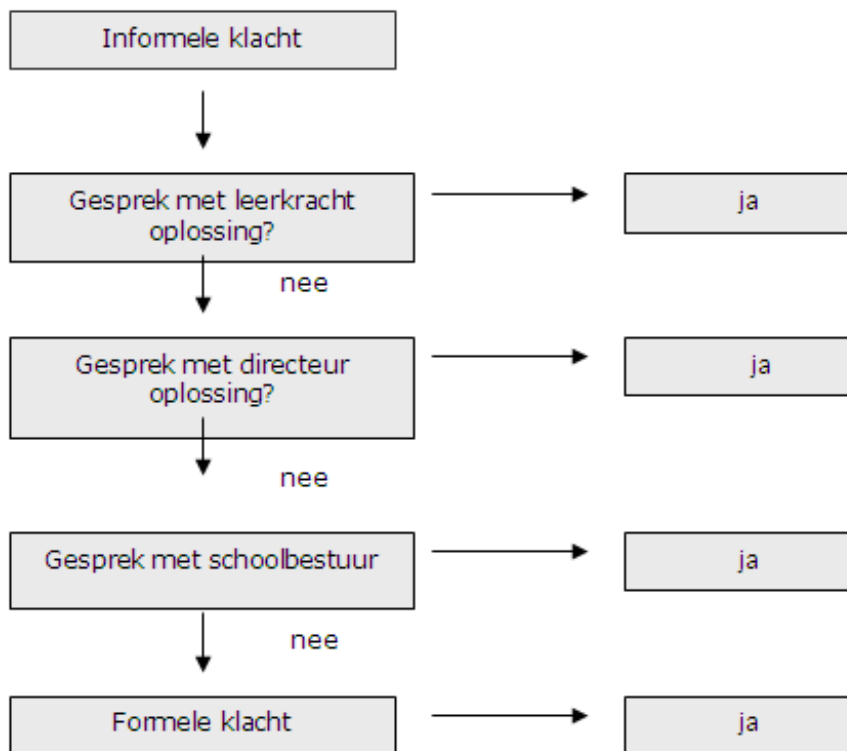 Informele klacht
Gesprek met leerkracht
oplossing?
ja
nee
Gesprek met directeur
oplossing?
ja
nee
Gesprek met schoolbestuur
ja
nee
Formele klacht
ja